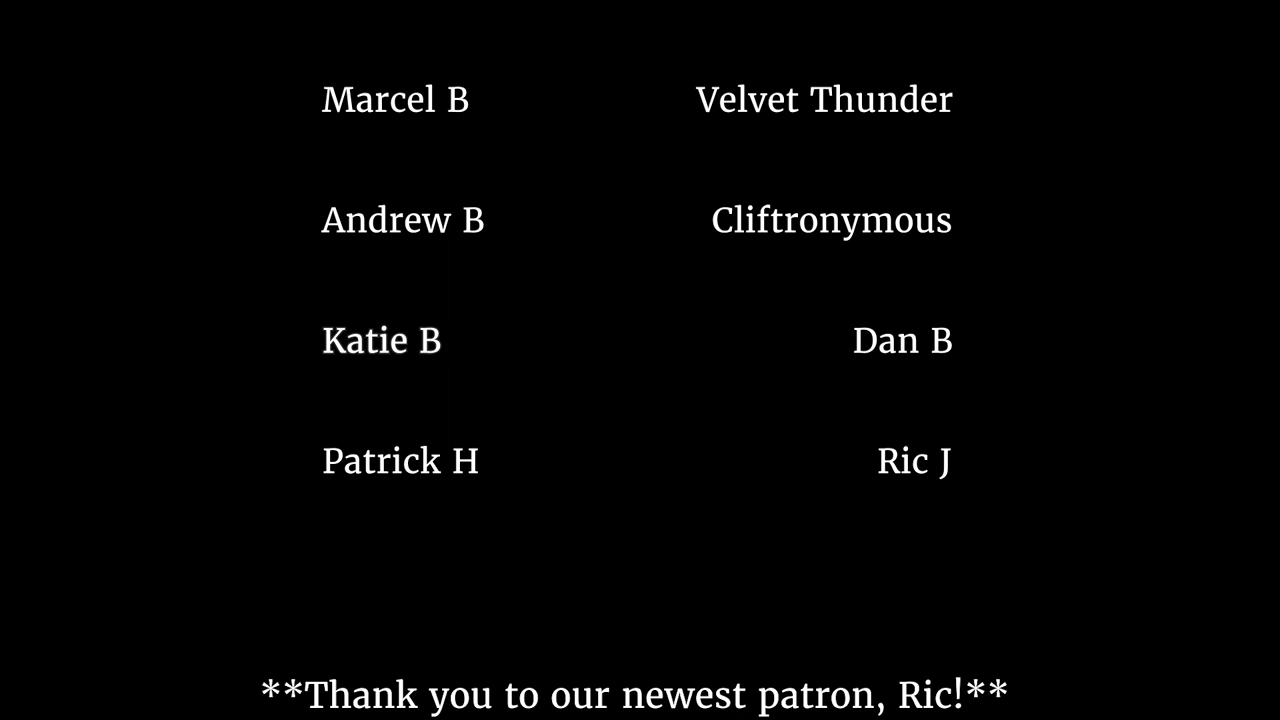 Marcel B
Velvet Thunder
Andrew B
Cliftronymous
Katie B
Dan B
Patrick H
Ric J
**Thank you to our newest patron, Ric!**